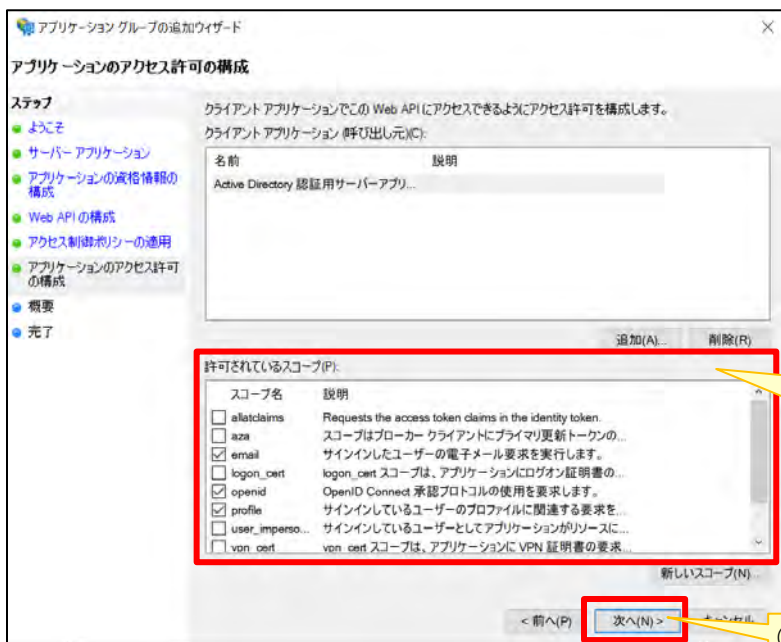 アプリケーション グループの追加ウィザード
アプリケーションのアクセス許可の構成
ステップ
ようこそ
サーバー アプリケーション
アプリケーションの資格情報の
構成
Web API の構成
アクセス制御ポリシーの適用
アプリケーションのアクセス許可
の構成
概要
完了
クライアント アプリケーションでこの Web API にアクセスできるようにアクセス許可を構成します。
クライアント アプリケーション (呼び出し元)(C):
名前 説明
Active Directory 認証用サーバーアプリ...
追加(A)... 削除(R)
許可されているスコープ(P):
スコープ名 説明
allatclaims Requests the access token claims in the identity token.
aza スコープはブローカー クライアントにプライマリ更新トークンの...
email サインインしたユーザーの電子メール要求を実行します。
logon_cert logon_cert スコープは、アプリケーションにログオン証明書の...
openid OpenID Connect 承認プロトコルの使用を要求します。
profile サインインしているユーザーのプロファイルに関連する要求を...
user_imperso... サインインしているユーザーとしてアプリケーションがリソースに...
vpn_cert vpn_cert スコープは、アプリケーションに VPN 証明書の要求...
新しいスコープ(N)...
< 前へ(P) 次へ(N) >